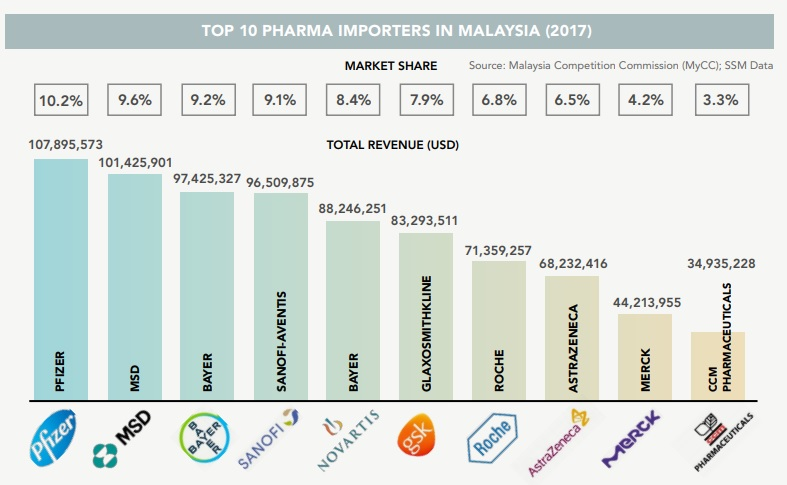 TOP 10 PHARMA IMPORTERS IN MALAYSIA (2017)
MARKET SHARE
Source: Malaysia Competition Commission (MyCC); SSM Data
10.2%
9.6%
9.2%
9.1%
8.4%
7.9%
6.8%
6.5%
4.2%
3.3%
TOTAL REVENUE (USD)
107,895,573
101,425,901
97,425,327
96,509,875
88,246,251
83,293,511
71,359,257
68,232,416
44,213,955
34,935,228
PFIZER
MSD
BAYER
SANOFI-AVENTIS
BAYER
GLAXOSMITHKLINE
ROCHE
ASTRAZENECA
MERCK
CCM
PHARMACEUTICALS
Pfizer
MSD
BAYER
BAYER
SANOFI
NOVARTIS
gsk
Roche
AstraZeneca
MERCK
PHARMACEUTICALS